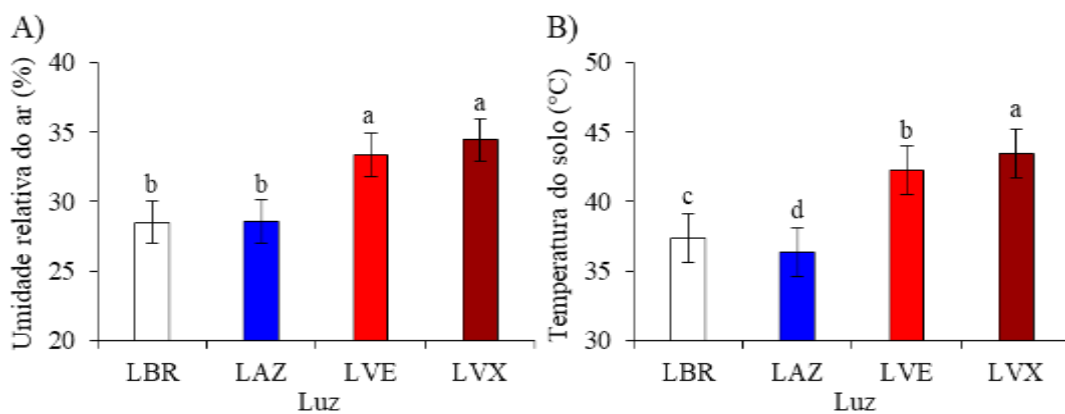 A)
Umidade relativa do ar (%)
40
35
30
25
20
b
b
a
a
LBR LAZ LVE LVX
Luz
B)
Temperatura do solo (°C)
50
45
40
35
30
c
d
b
a
LBR LAZ LVE LVX
Luz